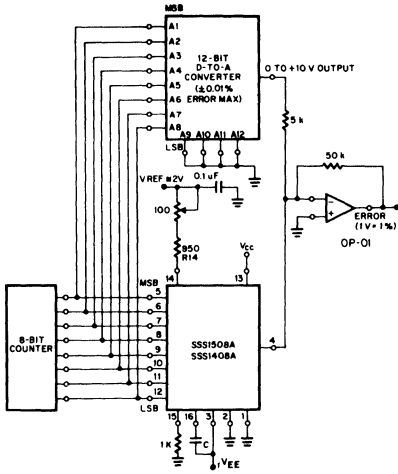 MSB
A1
A2
A3
A4
A5
A6
A7
A8
12-BIT
D-TO-A
CONVERTER
(±0.01%
ERROR MAX)
A9 A10 A11 A12
LSB
0 TO +10 V OUTPUT
5k
50 k
ERROR
(1V = 1%)
OP-01
VREF = 2V
0.1uF
100
950
R14
VCC
14
13
MSB
5
6
7
8
9
10
11
12
LSB
8-BIT
COUNTER
SSS1508A
SSS1408A
4
15 16 3 2 1
1K
C
VEE